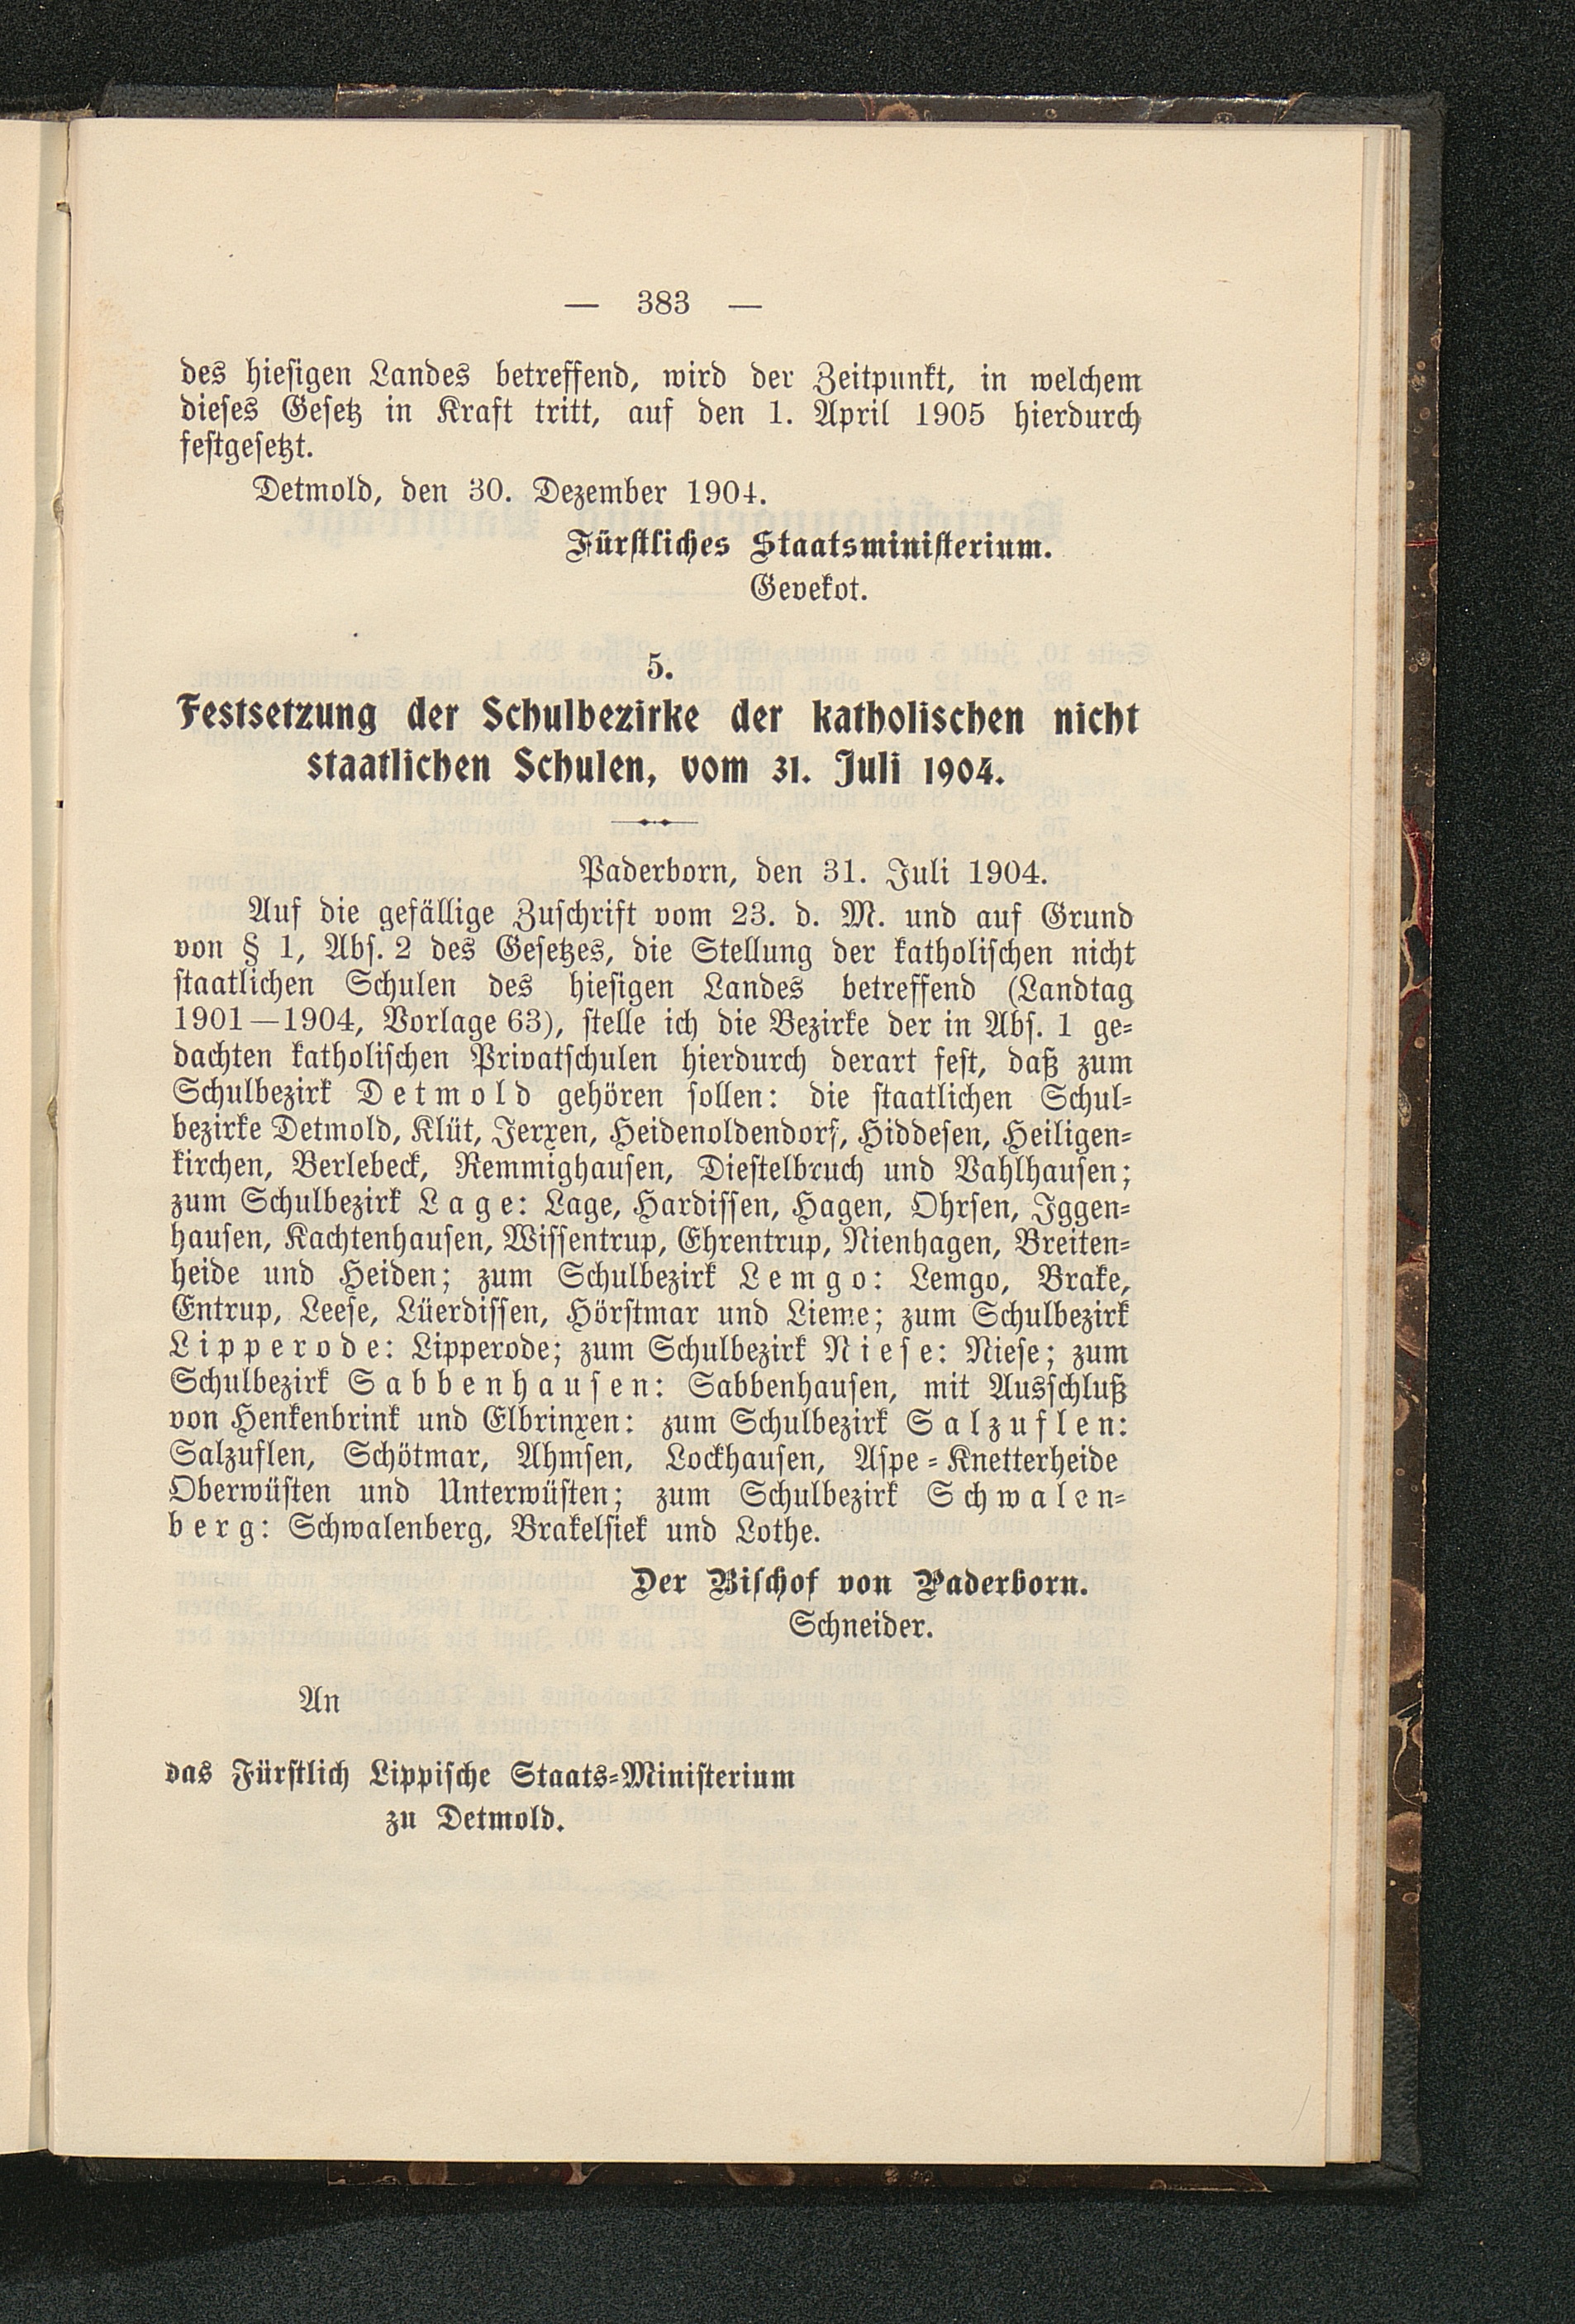 — 383 —
des hiesigen Landes betreffend, wird der Zeitpunkt, in welchem
dieses Gesetz in Kraft tritt, auf den 1. April 1905 hierdurch
festgesetzt.
Detmold, den 30. Dezember 1904.
Fürstliches Staatsministerium.
Gevekot.
5.
Festsetzung der Schulbezirke der katholischen nicht
staatlichen Schulen, vom 31. Juli 1904.
Paderborn, den 31. Juli 1904.
Auf die gefällige Zuschrift vom 23. d. M. und auf Grund
von § 1, Abs. 2 des Gesetzes, die Stellung der katholischen nicht
staatlichen Schulen des hiesigen Landes betreffend (Landtag
1901—1904, Vorlage 63), stelle ich die Bezirke der in Abs. 1 ge-
dachten katholischen Privatschulen hierdurch derart fest, daß zum
Schulbezirk Detmold gehören sollen: die staatlichen Schul-
bezirke Detmold, Klüt, Jerxen, Heidenoldendorf, Hiddesen, Heiligen-
kirchen, Berlebeck, Remmighausen, Diestelbruch und Vahlhausen;
zum Schulbezirk Lage: Lage, Hardissen, Hagen, Ohrsen, Iggen-
hausen, Kachtenhausen, Wissentrup, Ehrentrup, Nienhagen, Breiten-
heide und Heiden; zum Schulbezirk Lemgo: Lemgo, Brake,
Entrup, Leese, Lüerdissen, Hörstmar und Lieme; zum Schulbezirk
Lipperode: Lipperode; zum Schulbezirk Niese: Niese; zum
Schulbezirk Sabbenhausen: Sabbenhausen, mit Ausschluß
von Henkenbrink und Elbrinxen: zum Schulbezirk Salzuflen:
Salzuflen, Schötmar, Ahmsen, Lockhausen, Aspe-Knetterheide
Oberwüsten und Unterwüsten; zum Schulbezirk Schwalen-
berg: Schwalenberg, Brakelsiek und Lothe.
Der Bischof von Paderborn.
Schneider.
An
das Fürstlich Lippische Staats-Ministerium
zu Detmold.